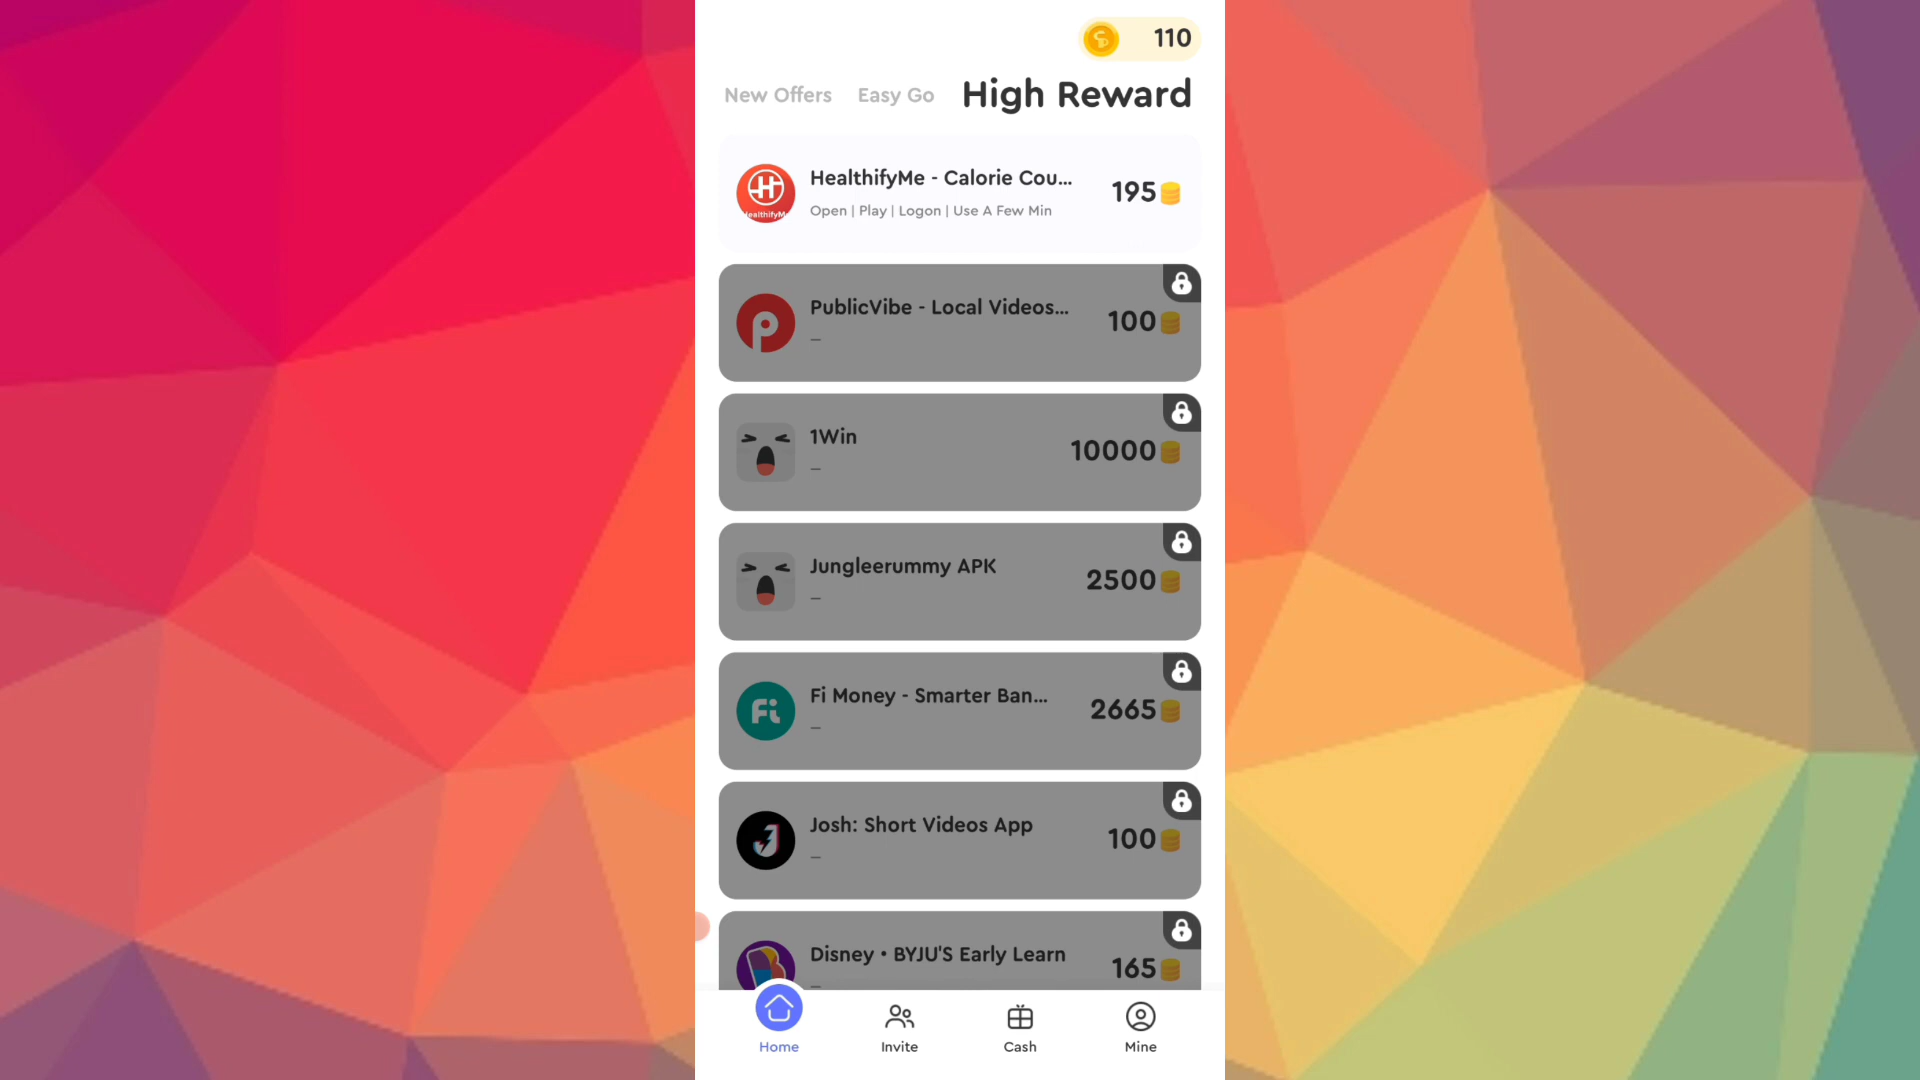 110
New Offers Easy Go High Reward
HealthifyMe - Calorie Cou...
Open | Play | Logon | Use A Few Min
195
HealthifyMe
PublicVibe - Local Videos...
–
100
1Win
–
10000
Jungleerummy APK
–
2500
Fi Money - Smarter Ban...
–
2665
Fi
Josh: Short Videos App
–
100
Disney • BYJU'S Early Learn
–
165
Home Invite Cash Mine